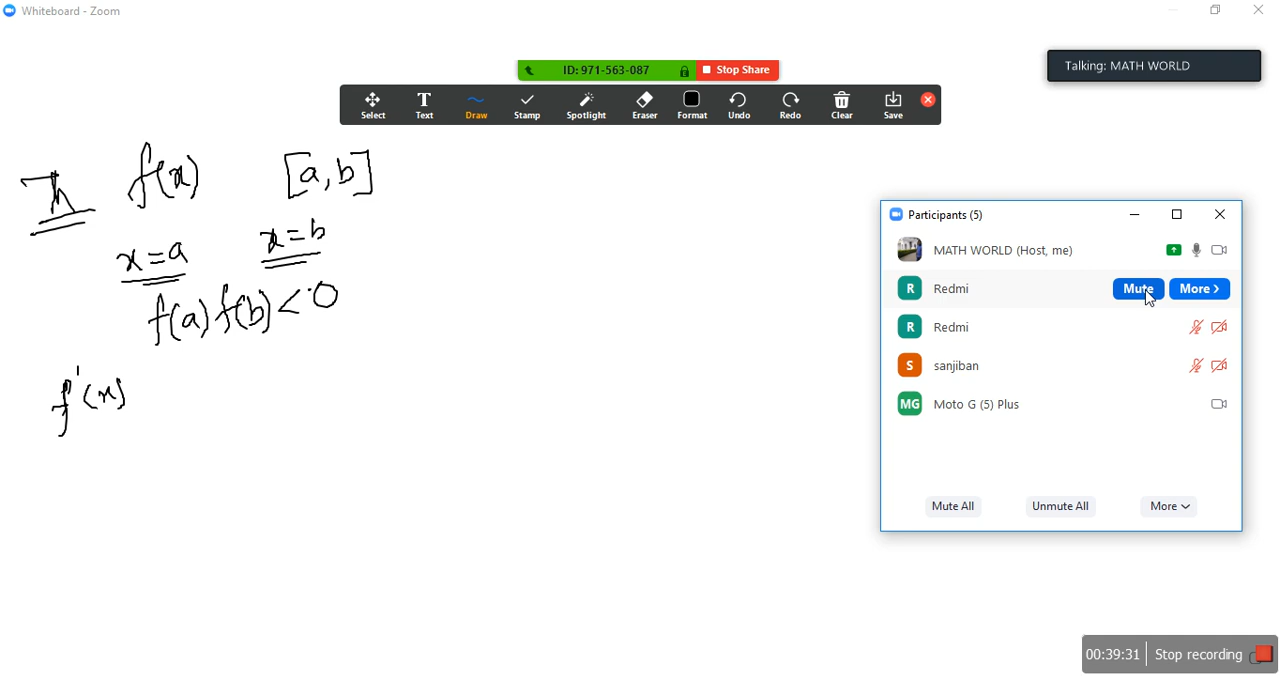 Whiteboard - Zoom
ID: 971-563-087
Stop Share
Talking: MATH WORLD
Select Text Draw Stamp Spotlight Eraser Format Undo Redo Clear Save
Th f(x) [a, b]
x = a x = b
f(a) f(b) < 0
f'(x)
Participants (5)
MATH WORLD (Host, me)
R Redmi Mute More >
R Redmi
S sanjiban
MG Moto G (5) Plus
Mute All Unmute All More
00:39:31 Stop recording